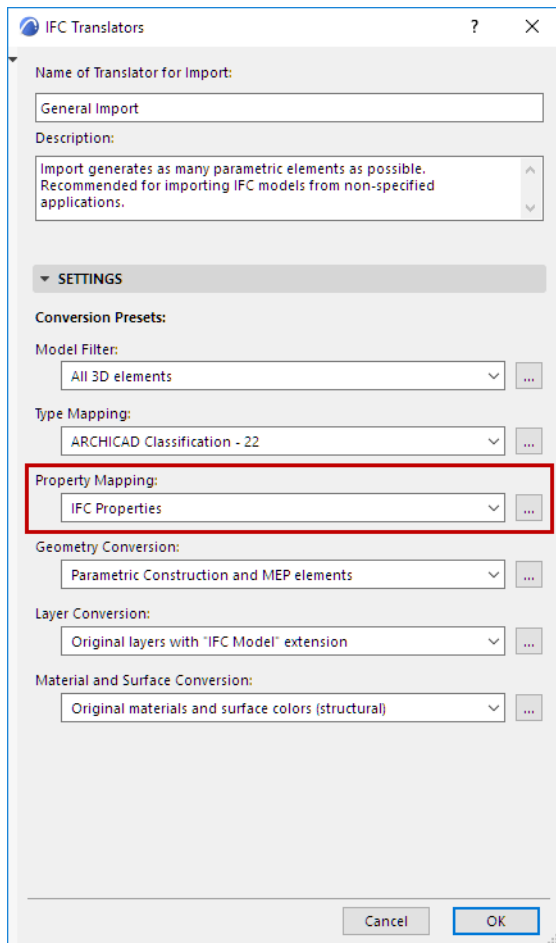 IFC Translators
?
Name of Translator for Import:
General Import
Description:
Import generates as many parametric elements as possible.
Recommended for importing IFC models from non-specified
applications.
SETTINGS
Conversion Presets:
Model Filter:
All 3D elements
...
Type Mapping:
ARCHICAD Classification - 22
...
Property Mapping:
IFC Properties
...
Geometry Conversion:
Parametric Construction and MEP elements
...
Layer Conversion:
Original layers with "IFC Model" extension
...
Material and Surface Conversion:
Original materials and surface colors (structural)
...
Cancel
OK